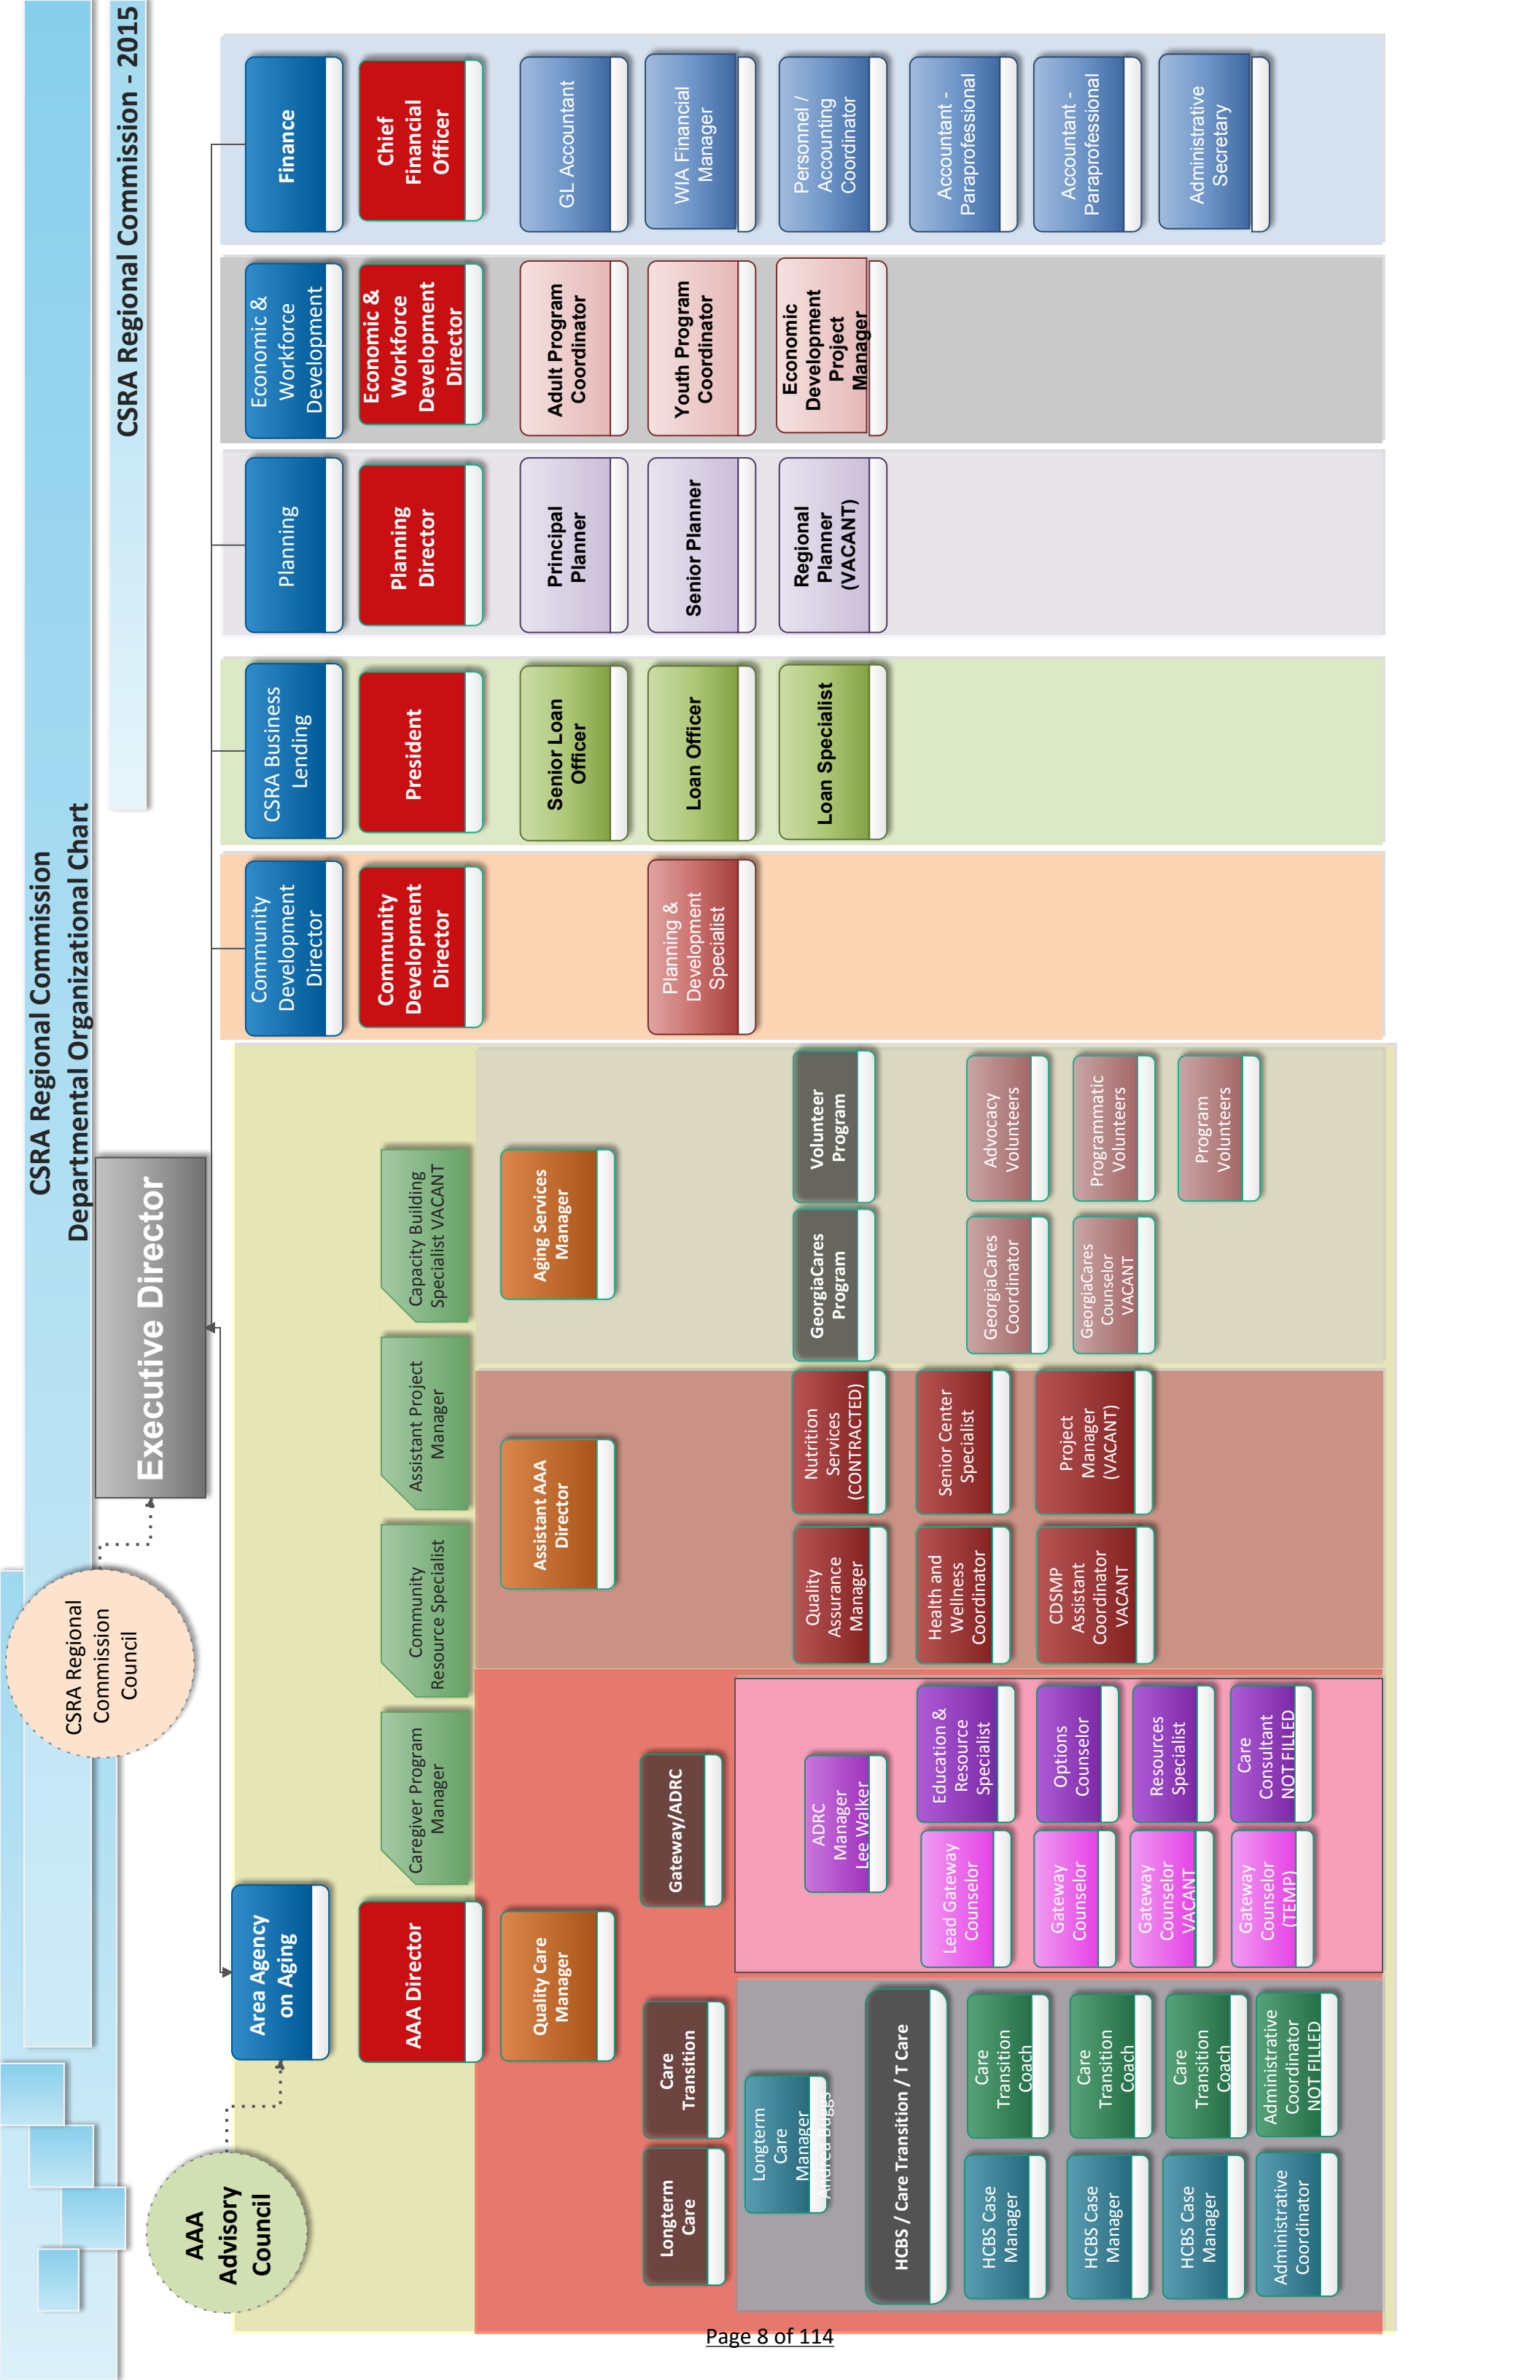 CSRA Regional Commission
Departmental Organizational Chart
CSRA Regional Commission - 2015
CSRA Regional
Commission
Council
Executive Director
AAA
Advisory
Council
Area Agency
on Aging
Community
Development
Director
CSRA Business
Lending
Planning
Economic &
Workforce
Development
Finance
AAA Director
Caregiver Program
Manager
Community
Resource Specialist
Assistant Project
Manager
Capacity Building
Specialist VACANT
Community
Development
Director
President
Planning
Director
Economic &
Workforce
Development
Director
Chief
Financial
Officer
Quality Care
Manager
Assistant AAA
Director
Aging Services
Manager
Senior Loan
Officer
Principal
Planner
Adult Program
Coordinator
GL Accountant
Longterm
Care
Care
Transition
Gateway/ADRC
Planning &
Development
Specialist
Loan Officer
Senior Planner
Youth Program
Coordinator
WIA Financial
Manager
Longterm
Care
Manager
Andrea Buggs
ADRC
Manager
Lee Walker
Quality
Assurance
Manager
Nutrition
Services
(CONTRACTED)
GeorgiaCares
Program
Volunteer
Program
Loan Specialist
Regional
Planner
(VACANT)
Economic
Development
Project
Manager
Personnel /
Accounting
Coordinator
HCBS / Care Transition / T Care
Lead Gateway
Counselor
Education &
Resource
Specialist
Health and
Wellness
Coordinator
Senior Center
Specialist
Accountant -
Paraprofessional
HCBS Case
Manager
Care
Transition
Coach
Gateway
Counselor
Options
Counselor
CDSMP
Assistant
Coordinator
VACANT
Project
Manager
(VACANT)
GeorgiaCares
Coordinator
Advocacy
Volunteers
Accountant -
Paraprofessional
HCBS Case
Manager
Care
Transition
Coach
Gateway
Counselor
VACANT
Resources
Specialist
GeorgiaCares
Counselor
VACANT
Programmatic
Volunteers
Administrative
Secretary
HCBS Case
Manager
Care
Transition
Coach
Gateway
Counselor
(TEMP)
Care
Consultant
NOT FILLED
Program
Volunteers
Administrative
Coordinator
Administrative
Coordinator
NOT FILLED
Page 8 of 114